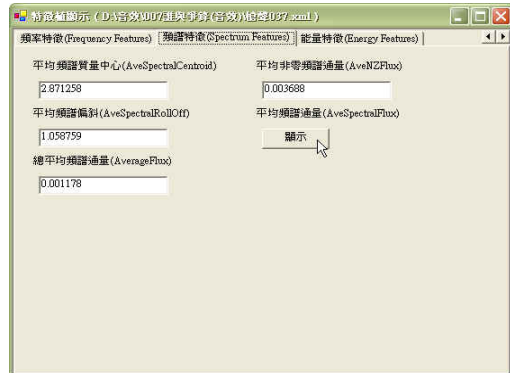 特徵值顯示 ( D:\音效\007誰與爭鋒(音效)\槍聲037.xml )
頻率特徵(Frequency Features) 頻譜特徵(Spectrun Features) 能量特徵(Energy Features)
平均頻譜質量中心(AveSpectralCentroid) 平均非零頻譜通量(AveNZFlux)
2.871258 0.003688
平均頻譜偏斜(AveSpectralRollOff) 平均頻譜通量(AveSpectralFlux)
1.058759 顯示
總平均頻譜通量(AverageFlux)
0.001178